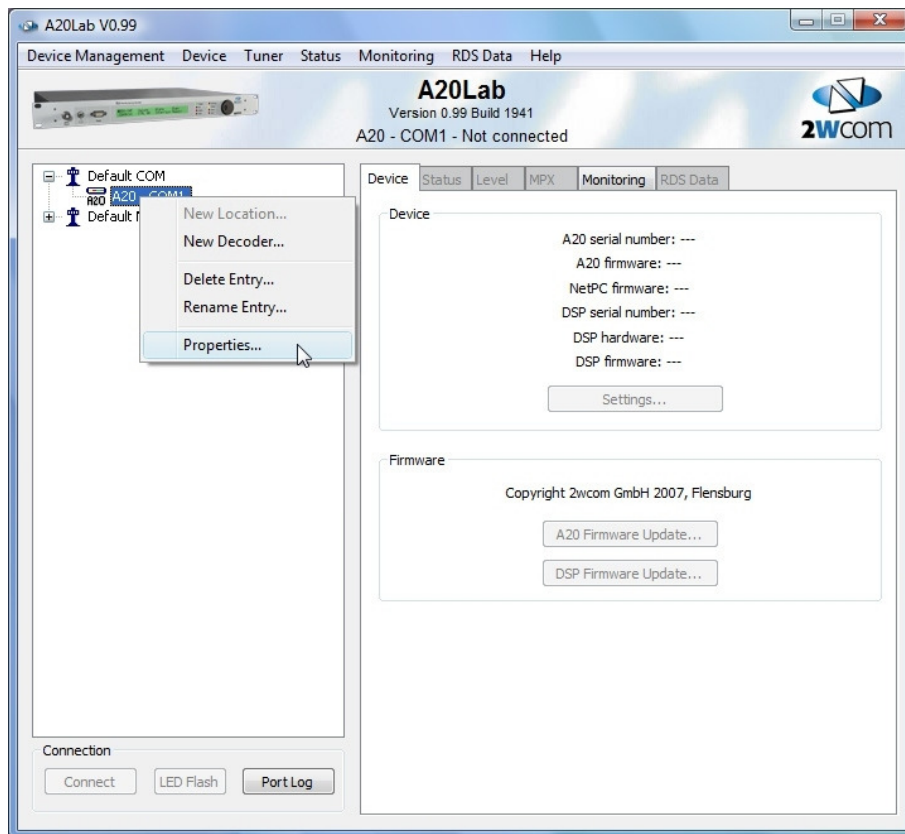 A20Lab V0.99
Device Management Device Tuner Status Monitoring RDS Data Help
A20Lab
Version 0.99 Build 1941
A20 - COM1 - Not connected
2wcom
Default COM
A20 A20 - COM1
Default
New Location...
New Decoder...
Delete Entry...
Rename Entry...
Properties...
Device Status Level MPX Monitoring RDS Data
Device
A20 serial number: ---
A20 firmware: ---
NetPC firmware: ---
DSP serial number: ---
DSP hardware: ---
DSP firmware: ---
Settings...
Firmware
Copyright 2wcom GmbH 2007, Flensburg
A20 Firmware Update...
DSP Firmware Update...
Connection
Connect LED Flash Port Log